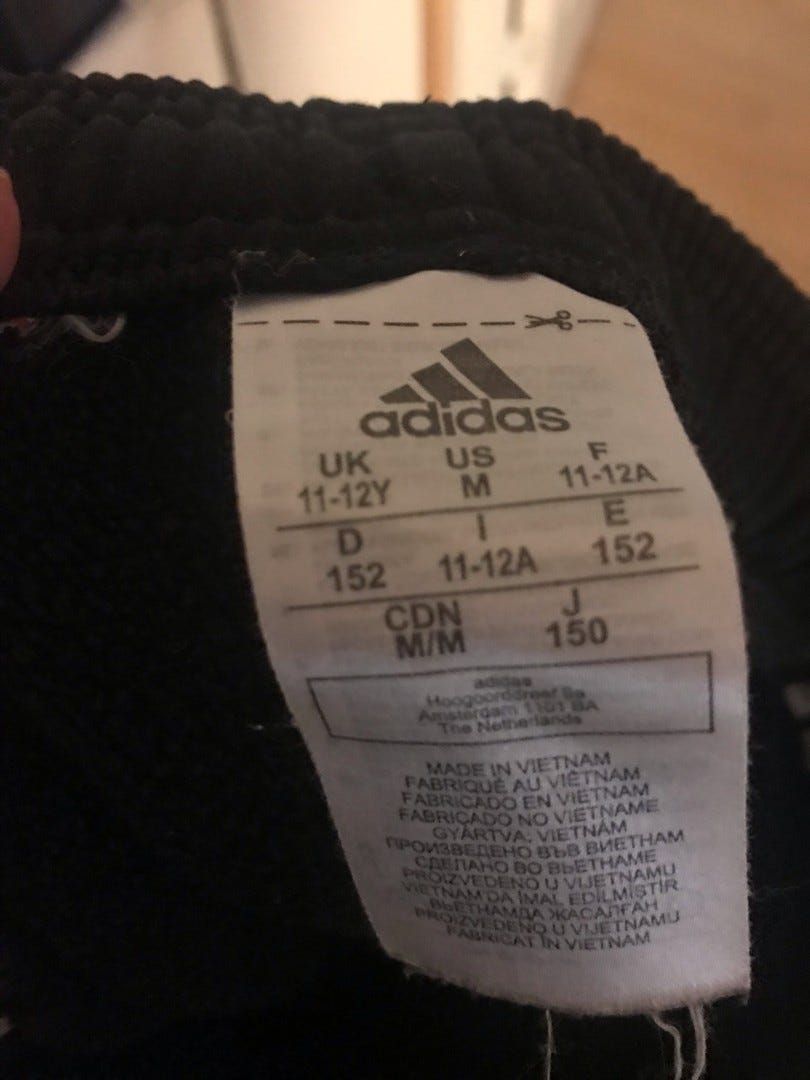 adidas
UK US F
11-12Y M 11-12A
D I E
152 11-12A 152
CDN J
M/M 150
adidas
Hoogoorddreef 9a
Amsterdam 1101 BA
The Netherlands
MADE IN VIETNAM
FABRIQUÉ AU VIÊTNAM
FABRICADO EN VIETNAM
FABRICADO NO VIETNAME
GYÁRTVA: VIETNÁM
ПРОИЗВЕДЕНО ВЪВ ВИЕТНАМ
СДЕЛАНО ВО ВЬЕТНАМЕ
PROIZVEDENO U VIJETNAMU
VIETNAM'DA İMAL EDİLMİŞTİR
ВЬЕТНАМДА ЖАСАЛҒАН
PROIZVEDENO U VIJETNAMU
FABRICAT ÎN VIETNAM